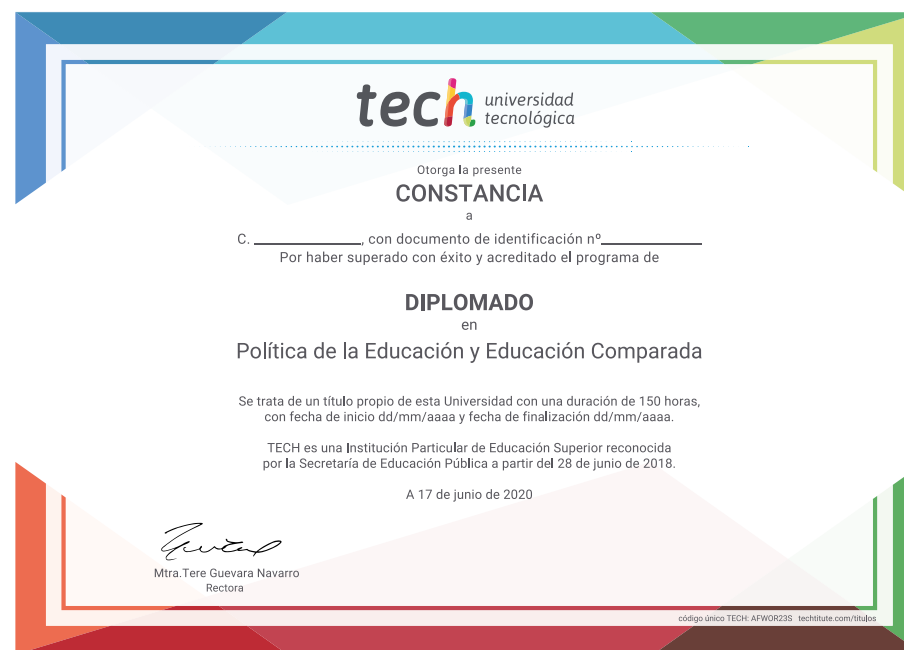 tech universidad
tecnológica
Otorga la presente
CONSTANCIA
a
C. ______________, con documento de identificación nº_____________
Por haber superado con éxito y acreditado el programa de
DIPLOMADO
en
Política de la Educación y Educación Comparada
Se trata de un título propio de esta Universidad con una duración de 150 horas,
con fecha de inicio dd/mm/aaaa y fecha de finalización dd/mm/aaaa.
TECH es una Institución Particular de Educación Superior reconocida
por la Secretaría de Educación Pública a partir del 28 de junio de 2018.
A 17 de junio de 2020
Mtra.Tere Guevara Navarro
Rectora
código único TECH: AFWOR23S techtitute.com/titulos